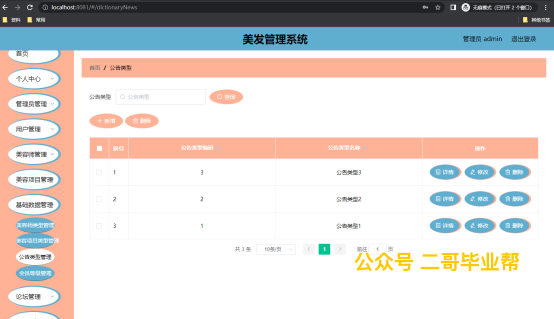 localhost:8081/#/dictionaryNews
无痕模式（已打开 2 个窗口）
资料
常用
其他书签
美发管理系统
管理员 admin
退出登录
首页
个人中心
管理员管理
用户管理
美容师管理
美容项目管理
基础数据管理
美容师类型管理
美容项目类型管理
公告类型管理
会员等级管理
论坛管理
首页 / 公告类型
公告类型
公告类型
查询
+ 新增
删除
索引
公告类型编码
公告类型名称
操作
1
3
公告类型3
详情
修改
删除
2
2
公告类型2
详情
修改
删除
3
1
公告类型1
详情
修改
删除
共 3 条
10条/页
1
前往
1
页
公众号 二哥毕业帮